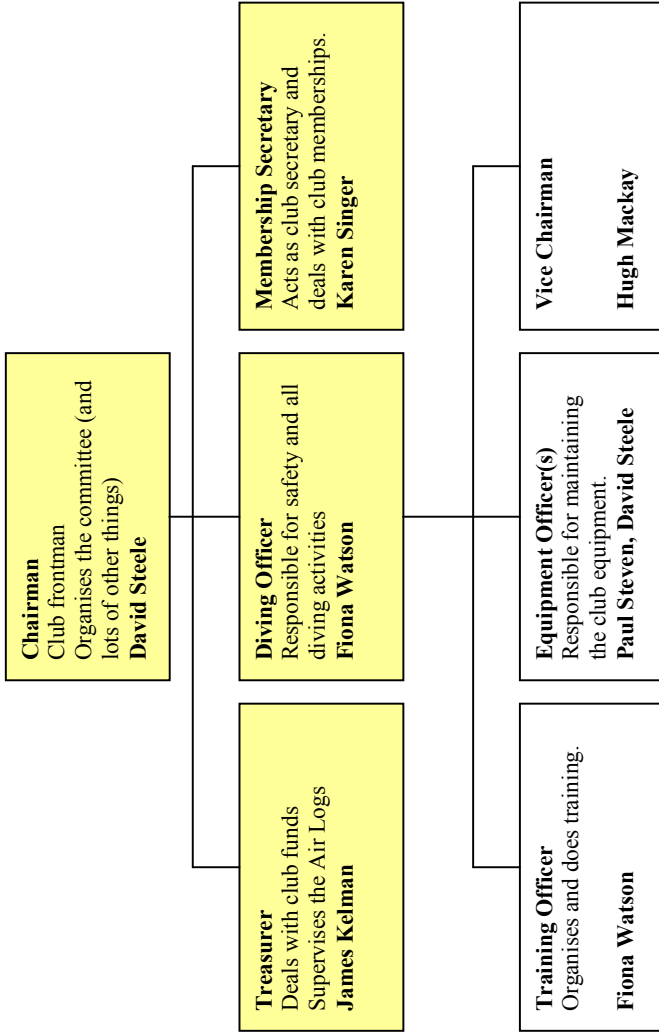 Chairman
Club frontman
Organises the committee (and
lots of other things)
David Steele
Treasurer
Deals with club funds
Supervises the Air Logs
James Kelman
Diving Officer
Responsible for safety and all
diving activities
Fiona Watson
Membership Secretary
Acts as club secretary and
deals with club memberships.
Karen Singer
Training Officer
Organises and does training.
Fiona Watson
Equipment Officer(s)
Responsible for maintaining
the club equipment.
Paul Steven, David Steele
Vice Chairman
Hugh Mackay